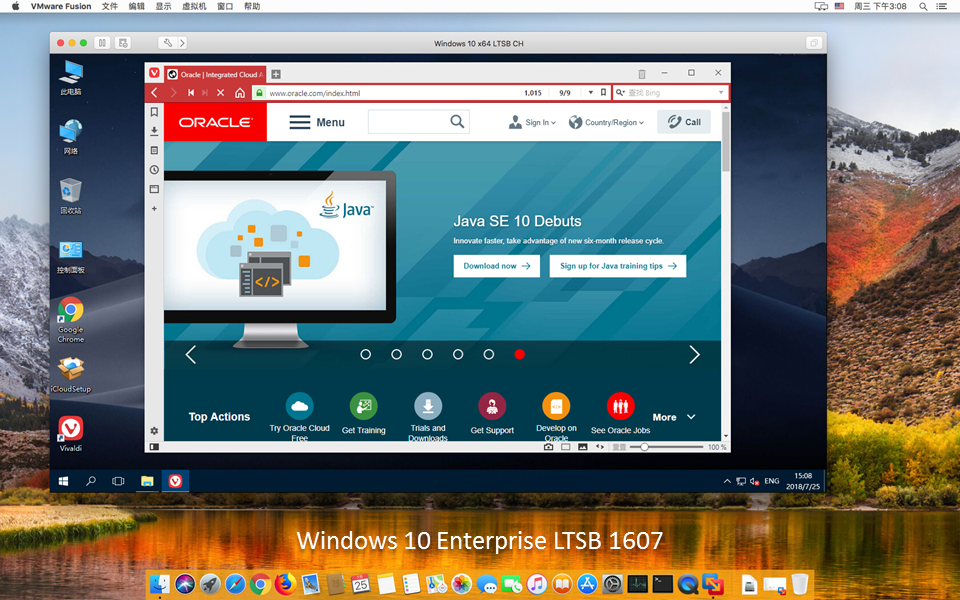 VMware Fusion 文件 编辑 显示 虚拟机 窗口 帮助 周三 下午3:08
Windows 10 x64 LTSB CH
此电脑
网络
回收站
控制面板
Google
Chrome
iCloudSetup
Vivaldi
Oracle | Integrated Cloud A
www.oracle.com/index.html 1,015 9/9 查找 Bing
ORACLE Menu Sign In Country/Region Call
Java
Java SE 10 Debuts
Innovate faster, take advantage of new six-month release cycle.
Download now Sign up for Java training tips
Top Actions
Try Oracle Cloud
Free
Get Training
Trials and
Downloads
Get Support
Develop on
Oracle
See Oracle Jobs
More
100 %
ENG
15:08
2018/7/25
Windows 10 Enterprise LTSB 1607
25